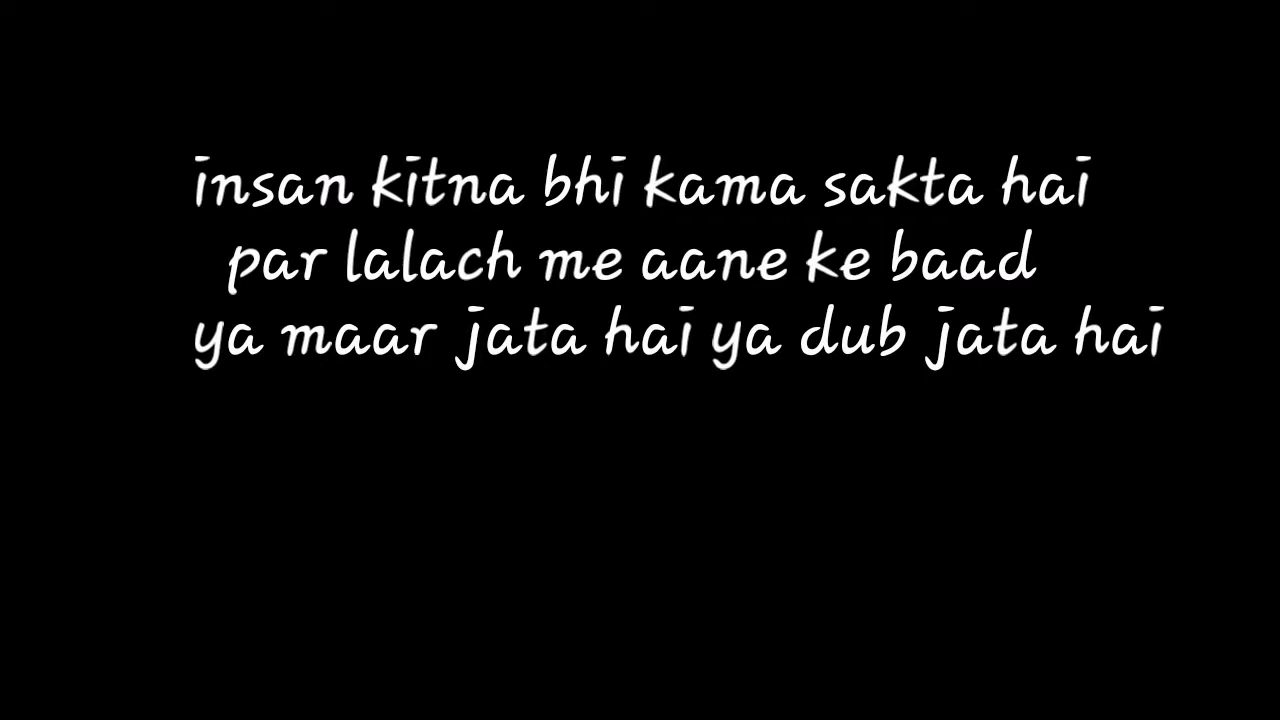 insan kitna bhi kama sakta hai
par lalach me aane ke baad
ya maar jata hai ya dub jata hai